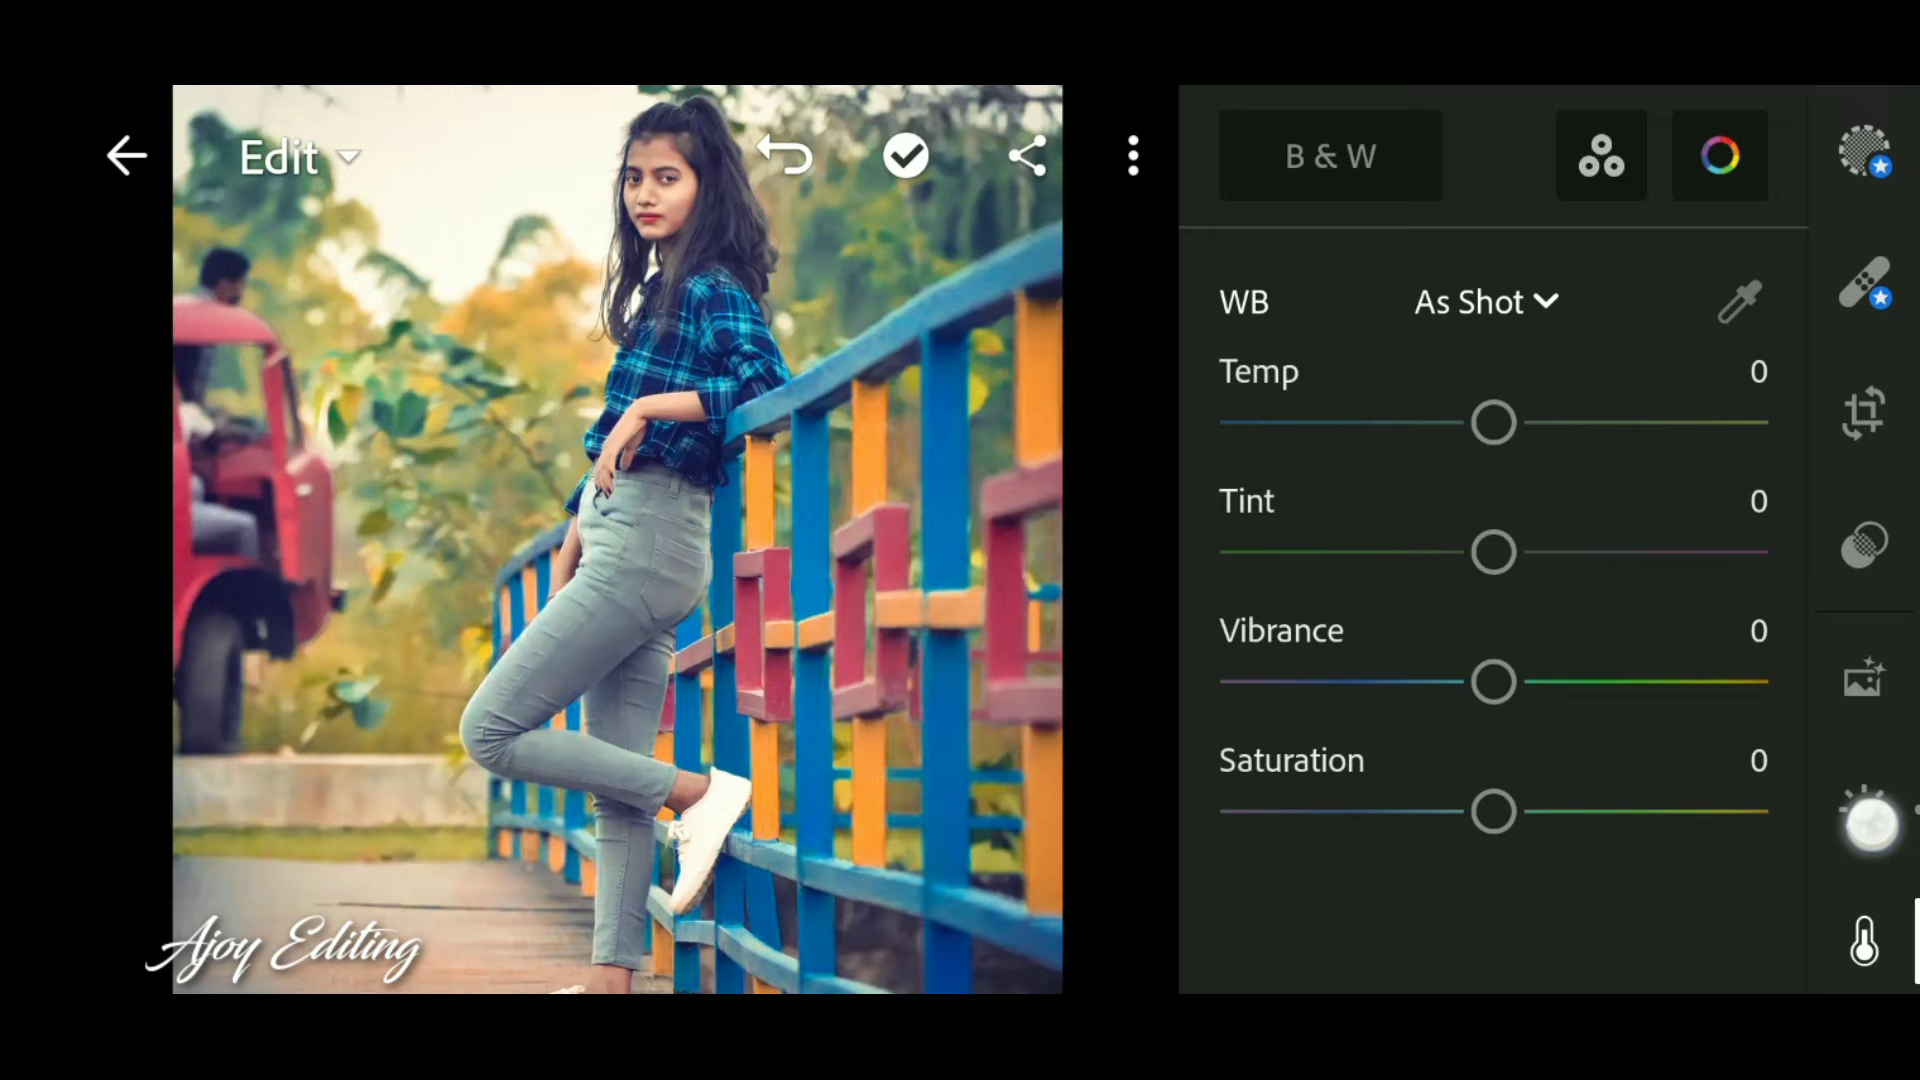 Edit
B & W
WB As Shot
Temp 0
Tint 0
Vibrance 0
Saturation 0
Ajoy Editing